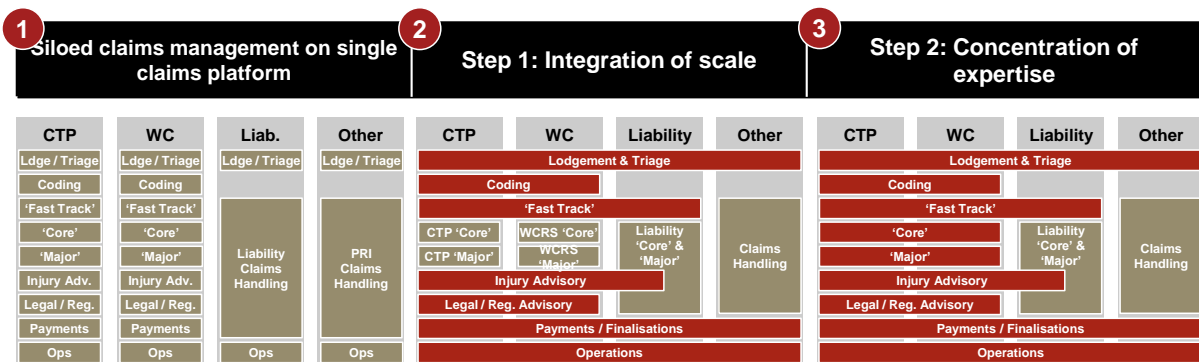 1
Siloed claims management on single
claims platform
2
Step 1: Integration of scale
3
Step 2: Concentration of
expertise
CTP
WC
Liab.
Other
Ldge / Triage
Ldge / Triage
Ldge / Triage
Ldge / Triage
Coding
Coding
'Fast Track'
'Fast Track'
'Core'
'Core'
'Major'
'Major'
Injury Adv.
Injury Adv.
Legal / Reg.
Legal / Reg.
Payments
Payments
Liability
Claims
Handling
PRI
Claims
Handling
Ops
Ops
Ops
Ops
CTP
WC
Liability
Other
Lodgement & Triage
Coding
'Fast Track'
CTP 'Core'
WCRS 'Core'
CTP 'Major'
WCRS
'Major'
Liability
'Core' &
'Major'
Claims
Handling
Injury Advisory
Legal / Reg. Advisory
Payments / Finalisations
Operations
CTP
WC
Liability
Other
Lodgement & Triage
Coding
'Fast Track'
'Core'
'Major'
Liability
'Core' &
'Major'
Claims
Handling
Injury Advisory
Legal / Reg. Advisory
Payments / Finalisations
Operations